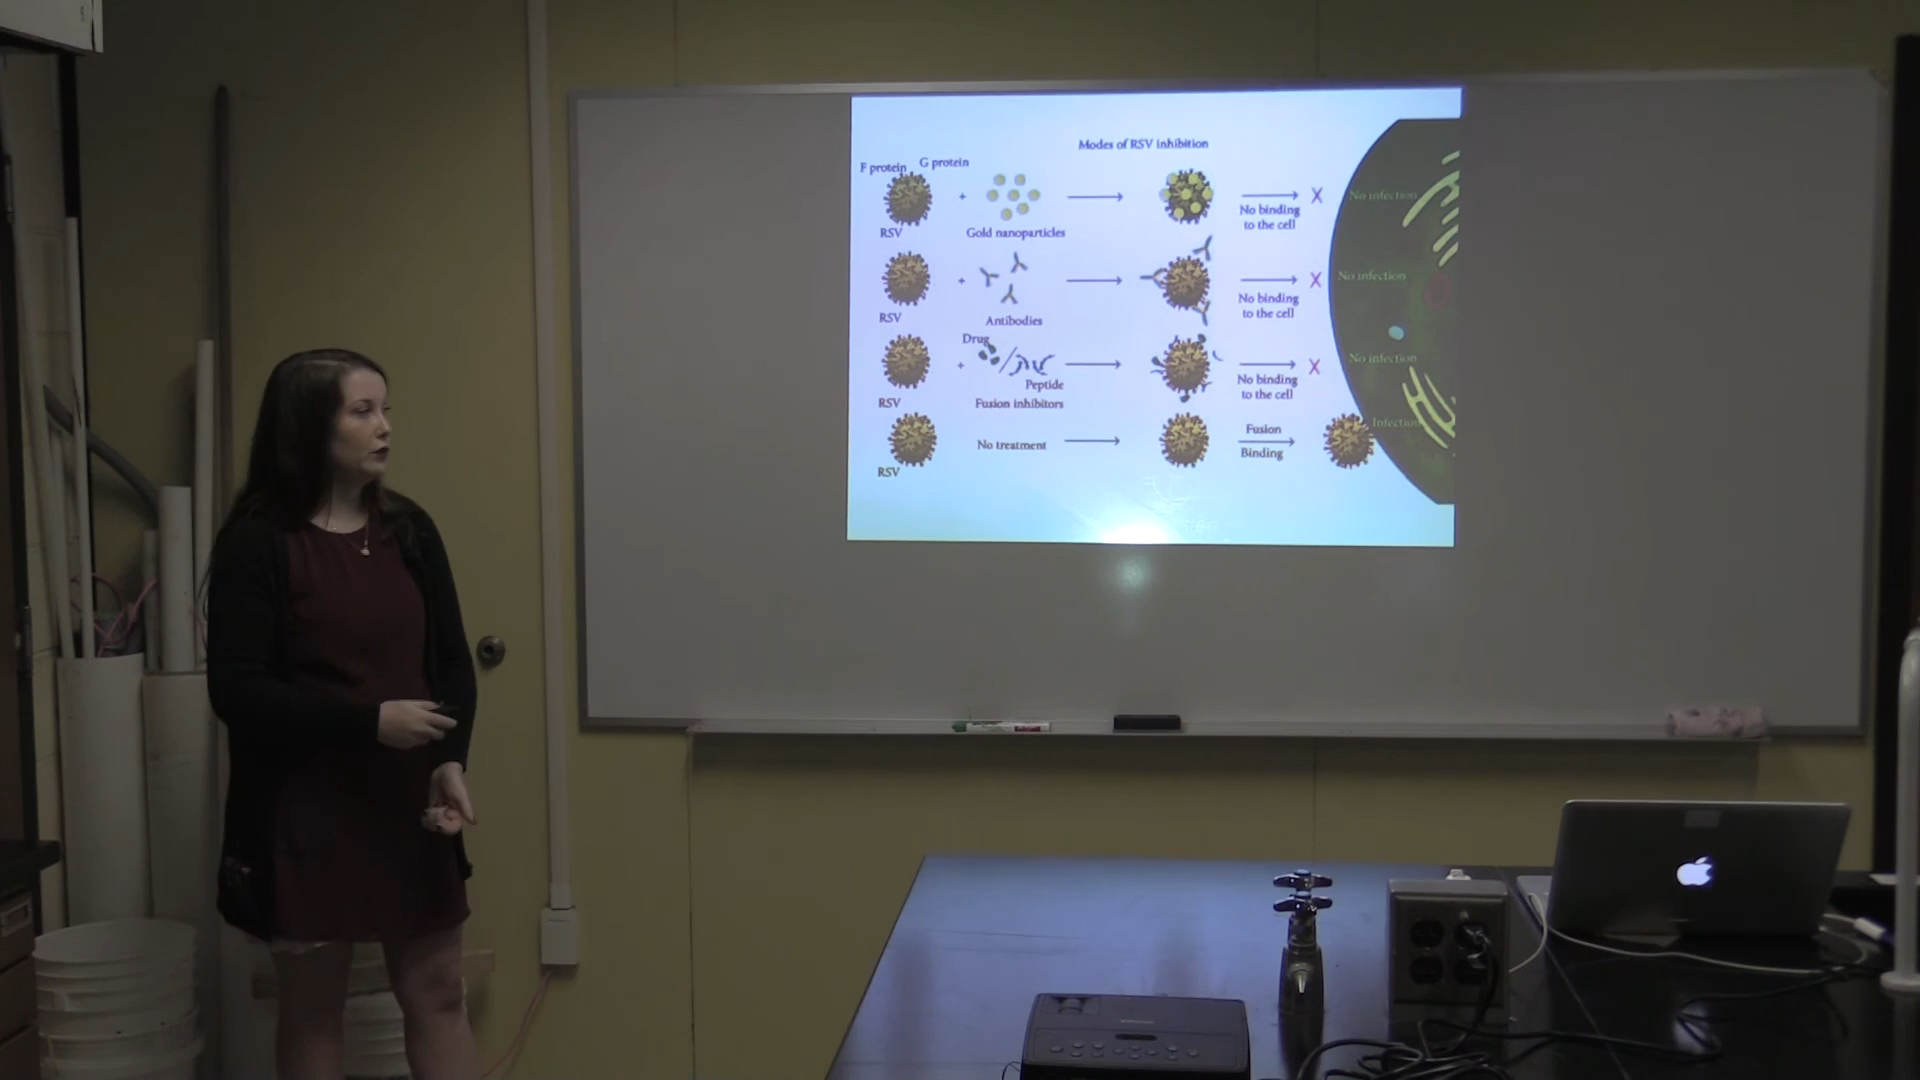 Modes of RSV inhibition
F protein
G protein
+
X
No infection
No binding
to the cell
RSV
Gold nanoparticles
+
X
No infection
No binding
to the cell
RSV
Antibodies
Drug
+
X
No infection
Peptide
No binding
to the cell
RSV
Fusion inhibitors
Infection
No treatment
Fusion
Binding
RSV